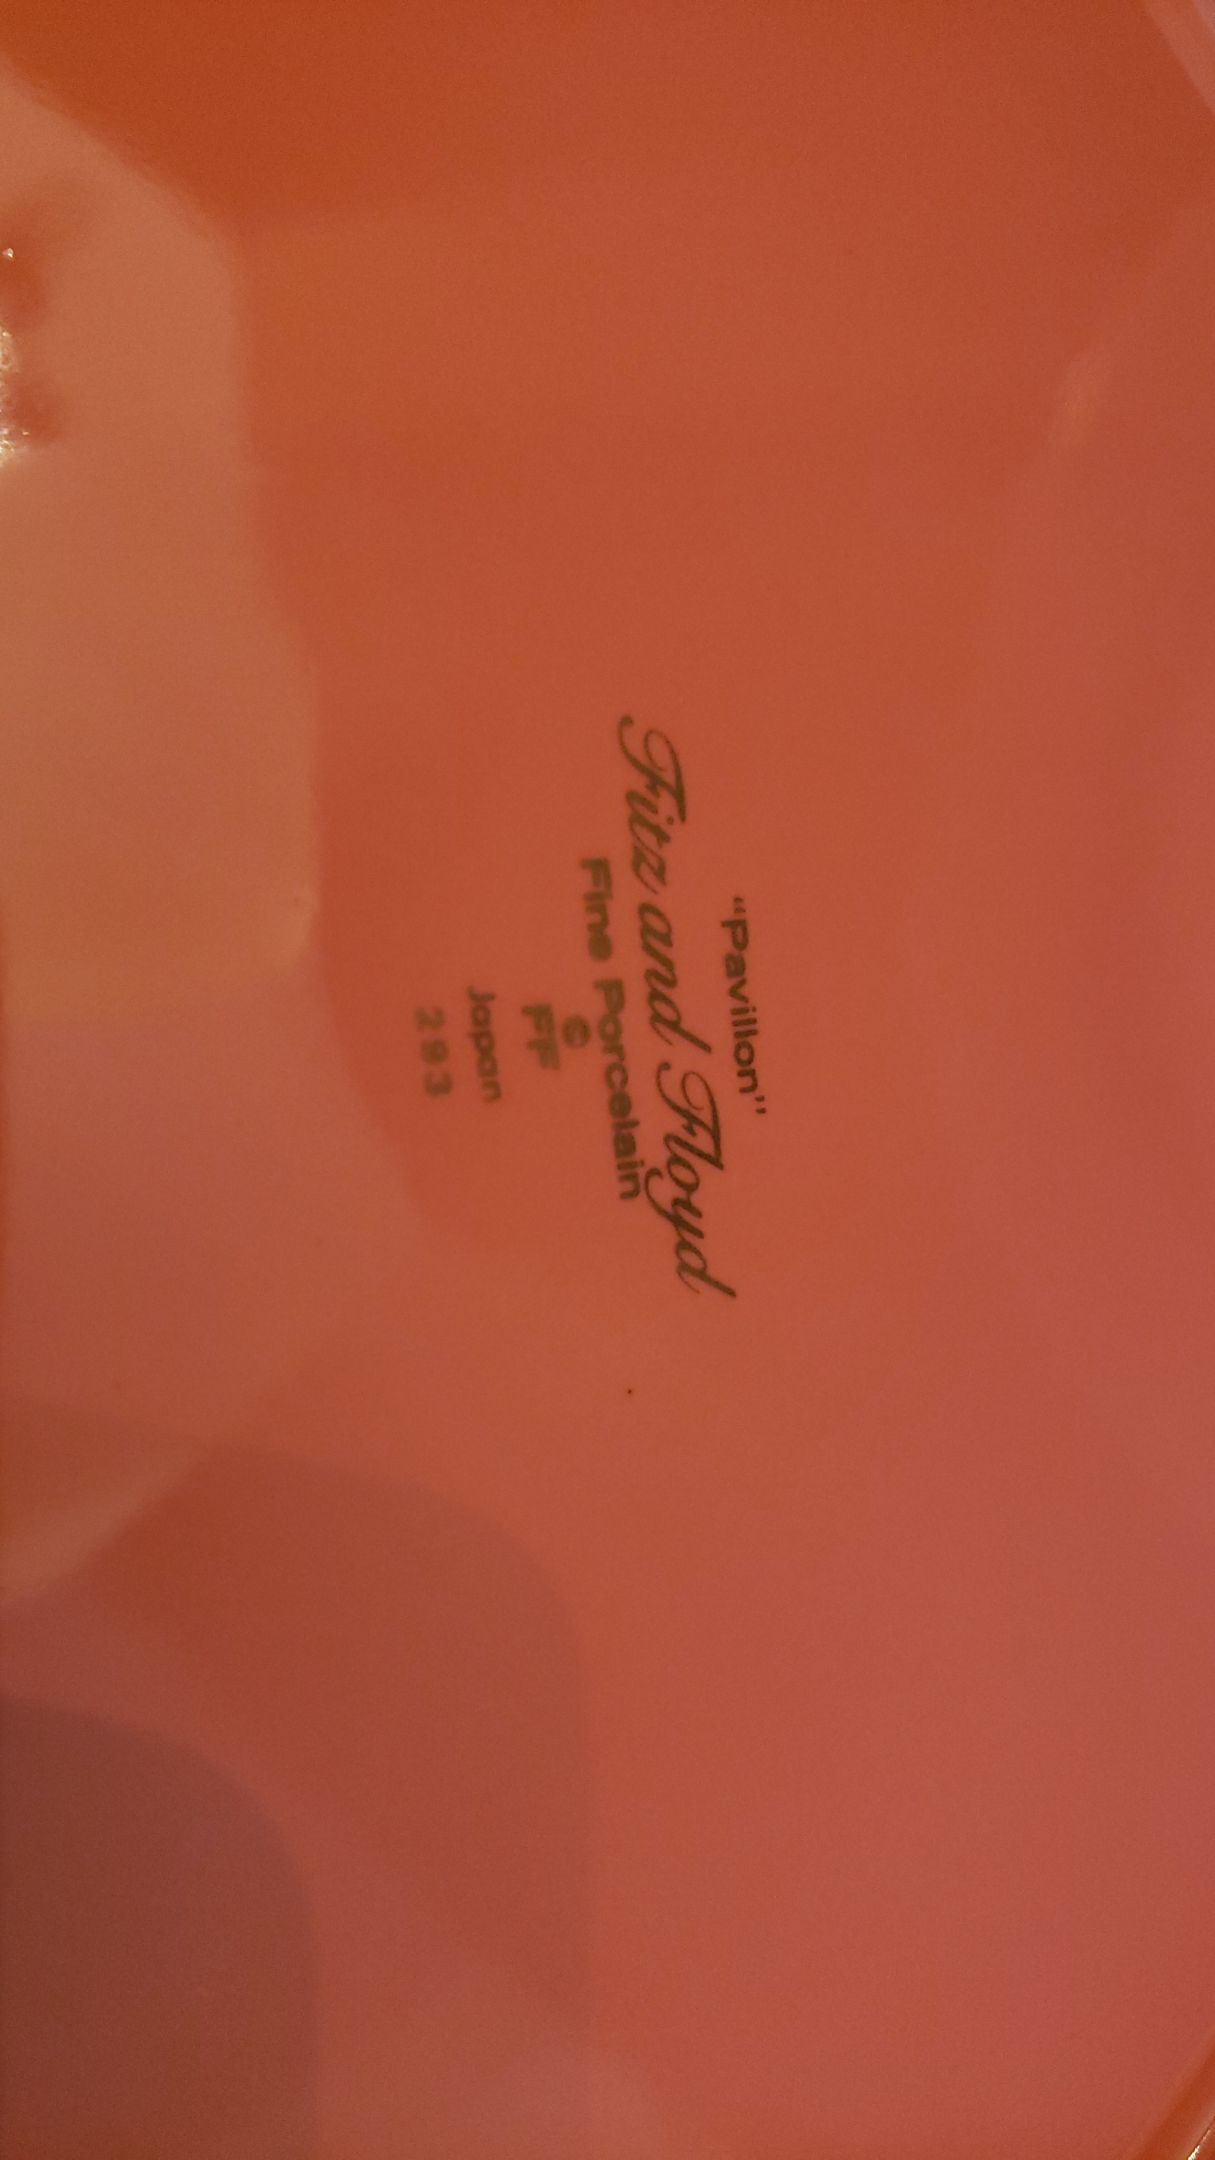 "Pavillon"
Fitz and Floyd
Fine Porcelain
©
FF
Japan
293